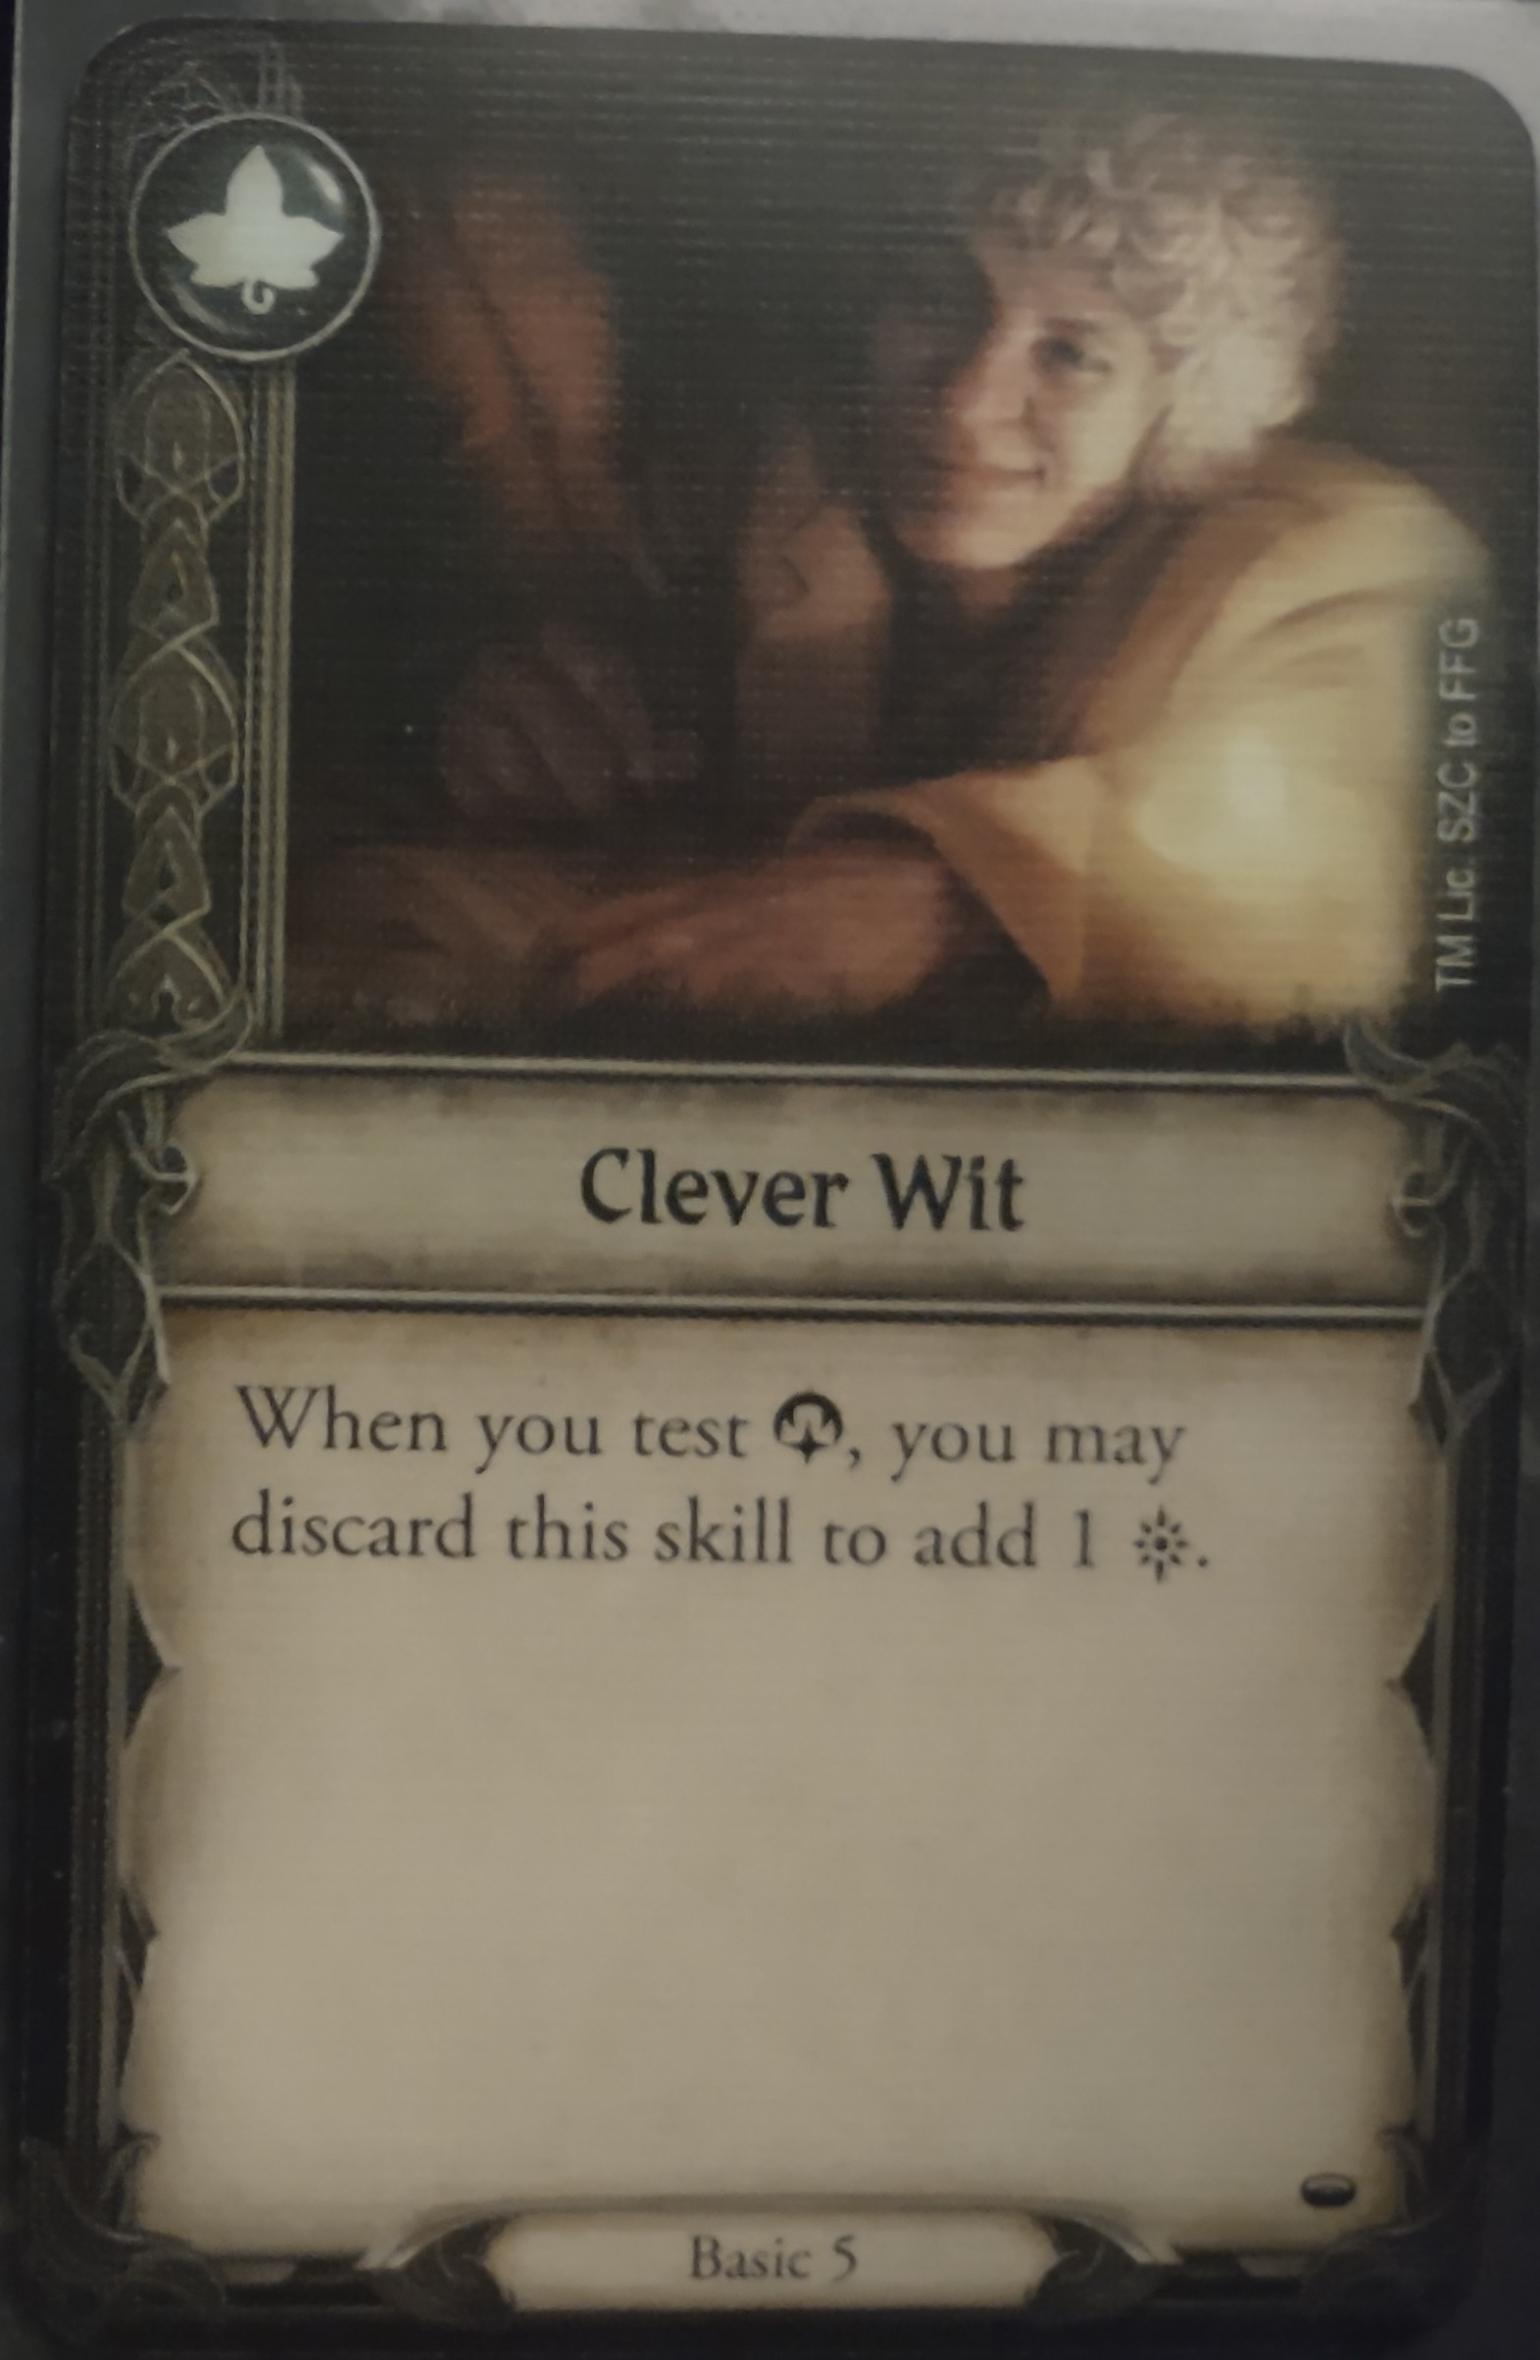 TM Lic. SZC to FFG
Clever Wit
When you test , you may
discard this skill to add 1 .
Basic 5